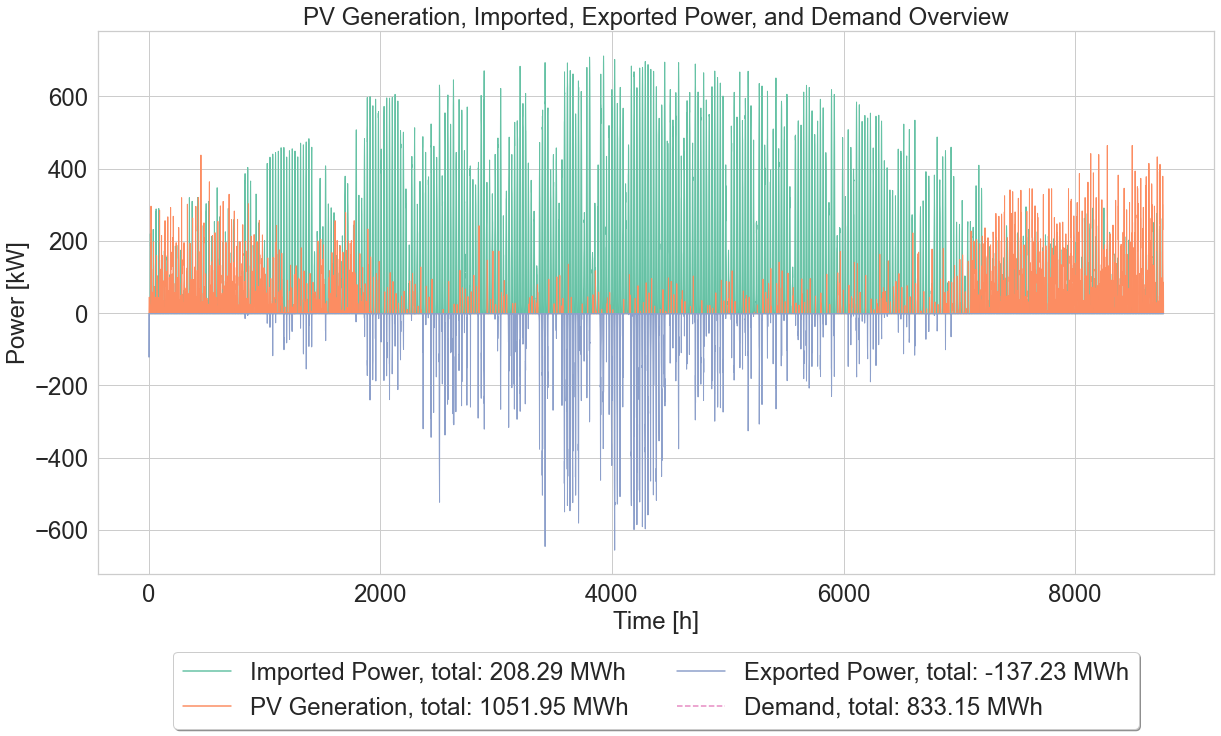 PV Generation, Imported, Exported Power, and Demand Overview
Power [kW]
600
400
200
0
−200
−400
−600
0 2000 4000 6000 8000
Time [h]
Imported Power, total: 208.29 MWh
PV Generation, total: 1051.95 MWh
Exported Power, total: -137.23 MWh
Demand, total: 833.15 MWh